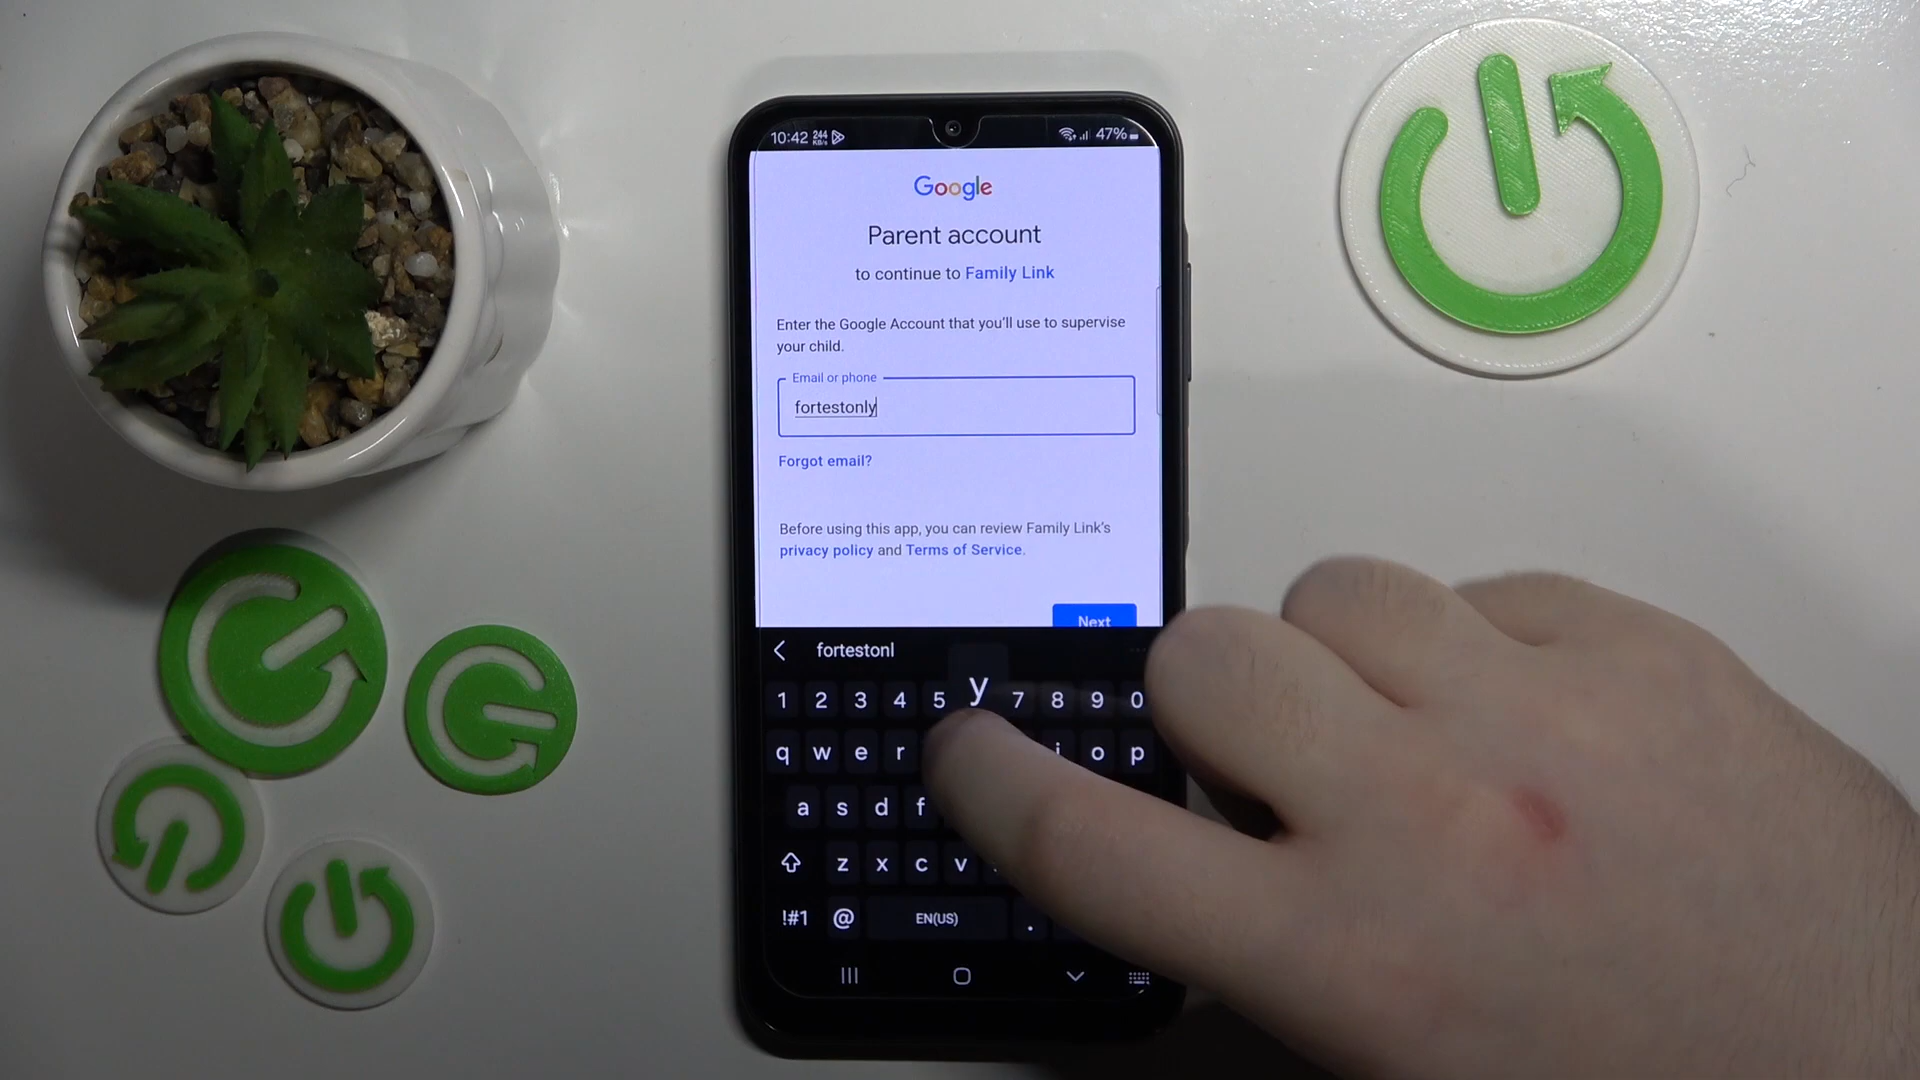 10:42 244 KB/s 47%
Google
Parent account
to continue to Family Link
Enter the Google Account that you'll use to supervise
your child.
Email or phone
fortestonly
Forgot email?
Before using this app, you can review Family Link's
privacy policy and Terms of Service.
Next
fortestonl
y
1 2 3 4 5 7 8 9 0
q w e r i o p
a s d f
z x c v
!#1 @ EN(US) .